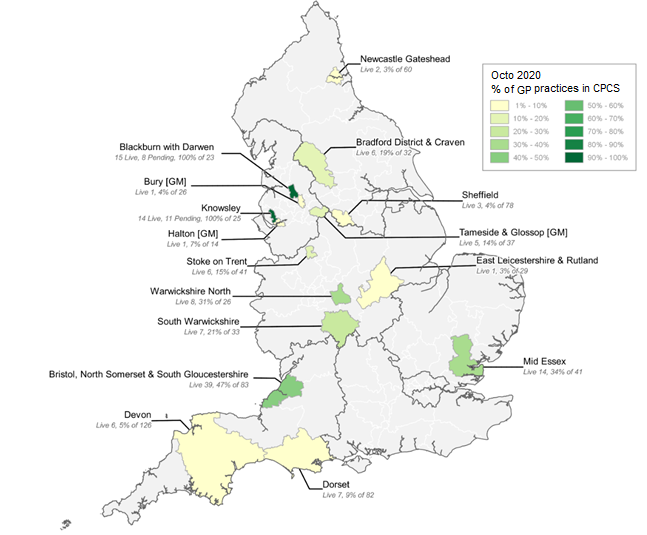 Newcastle Gateshead
Live 2, 3% of 60
Octo 2020
% of GP practices in CPCS
1% - 10%
10% - 20%
20% - 30%
30% - 40%
40% - 50%
50% - 60%
60% - 70%
70% - 80%
80% - 90%
90% - 100%
Blackburn with Darwen
15 Live, 8 Pending, 100% of 23
Bradford District & Craven
Live 6, 19% of 32
Bury [GM]
Live 1, 4% of 26
Knowsley
14 Live, 11 Pending, 100% of 25
Sheffield
Live 3, 4% of 78
Halton [GM]
Live 1, 7% of 14
Tameside & Glossop [GM]
Live 5, 14% of 37
Stoke on Trent
Live 6, 15% of 41
East Leicestershire & Rutland
Live 1, 3% of 29
Warwickshire North
Live 8, 31% of 26
South Warwickshire
Live 7, 21% of 33
Mid Essex
Live 14, 34% of 41
Bristol, North Somerset & South Gloucestershire
Live 39, 47% of 83
Devon
Live 6, 5% of 126
Dorset
Live 7, 9% of 82